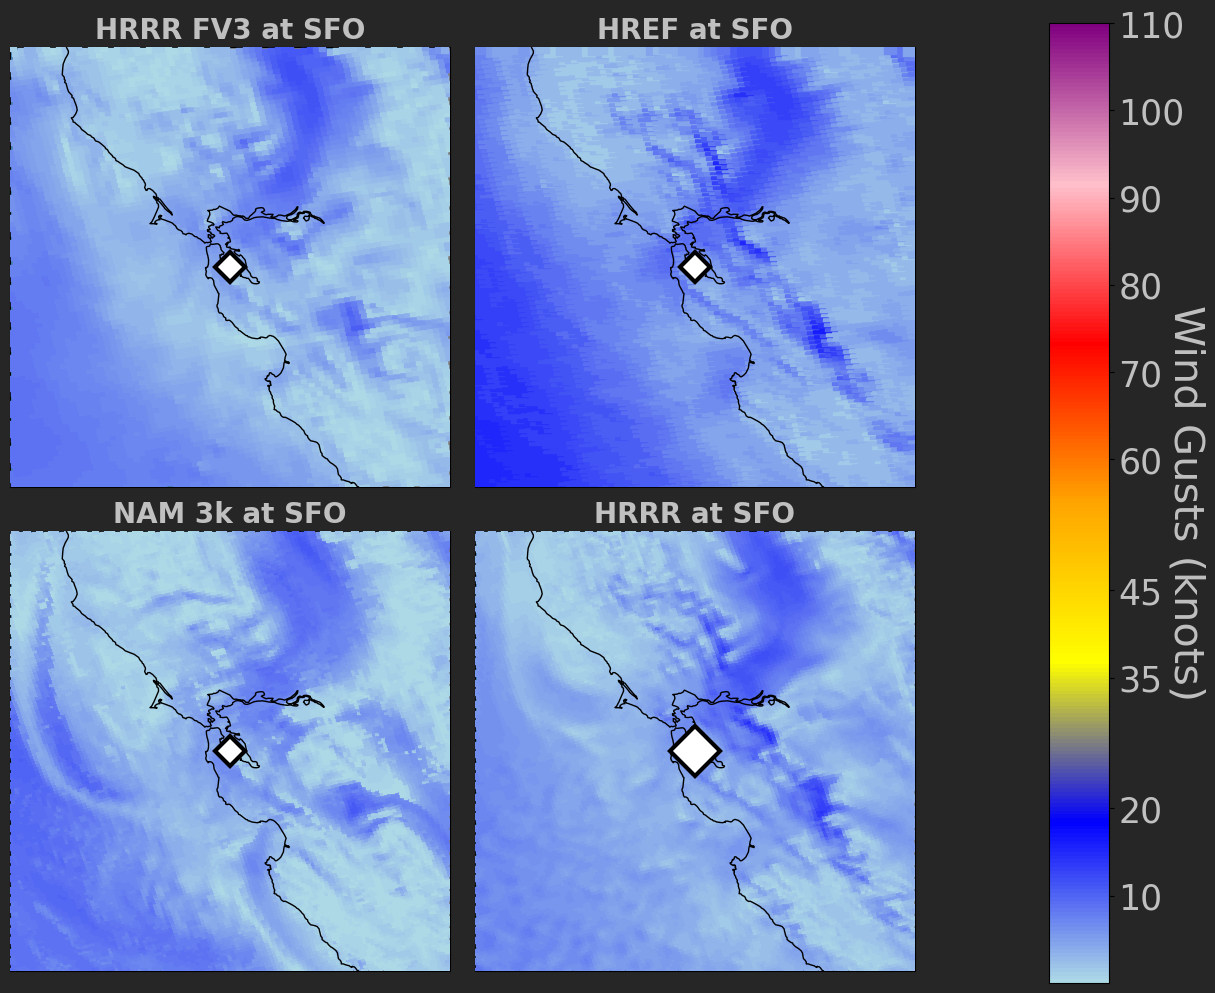 HRRR FV3 at SFO
HREF at SFO
NAM 3k at SFO
HRRR at SFO
110
100
90
80
70
60
45
35
20
10
Wind Gusts (knots)